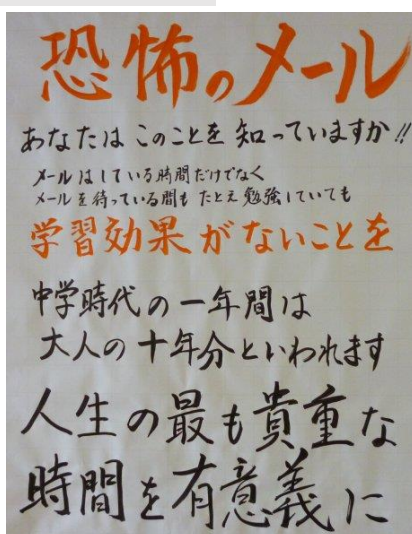 恐怖のメール
あなたはこのことを知っていますか!!
メールはしている時間だけでなく
メールを待っている間もたとえ勉強していても
学習効果がないことを
中学時代の一年間は
大人の十年分といわれます
人生の最も貴重な
時間を有意義に